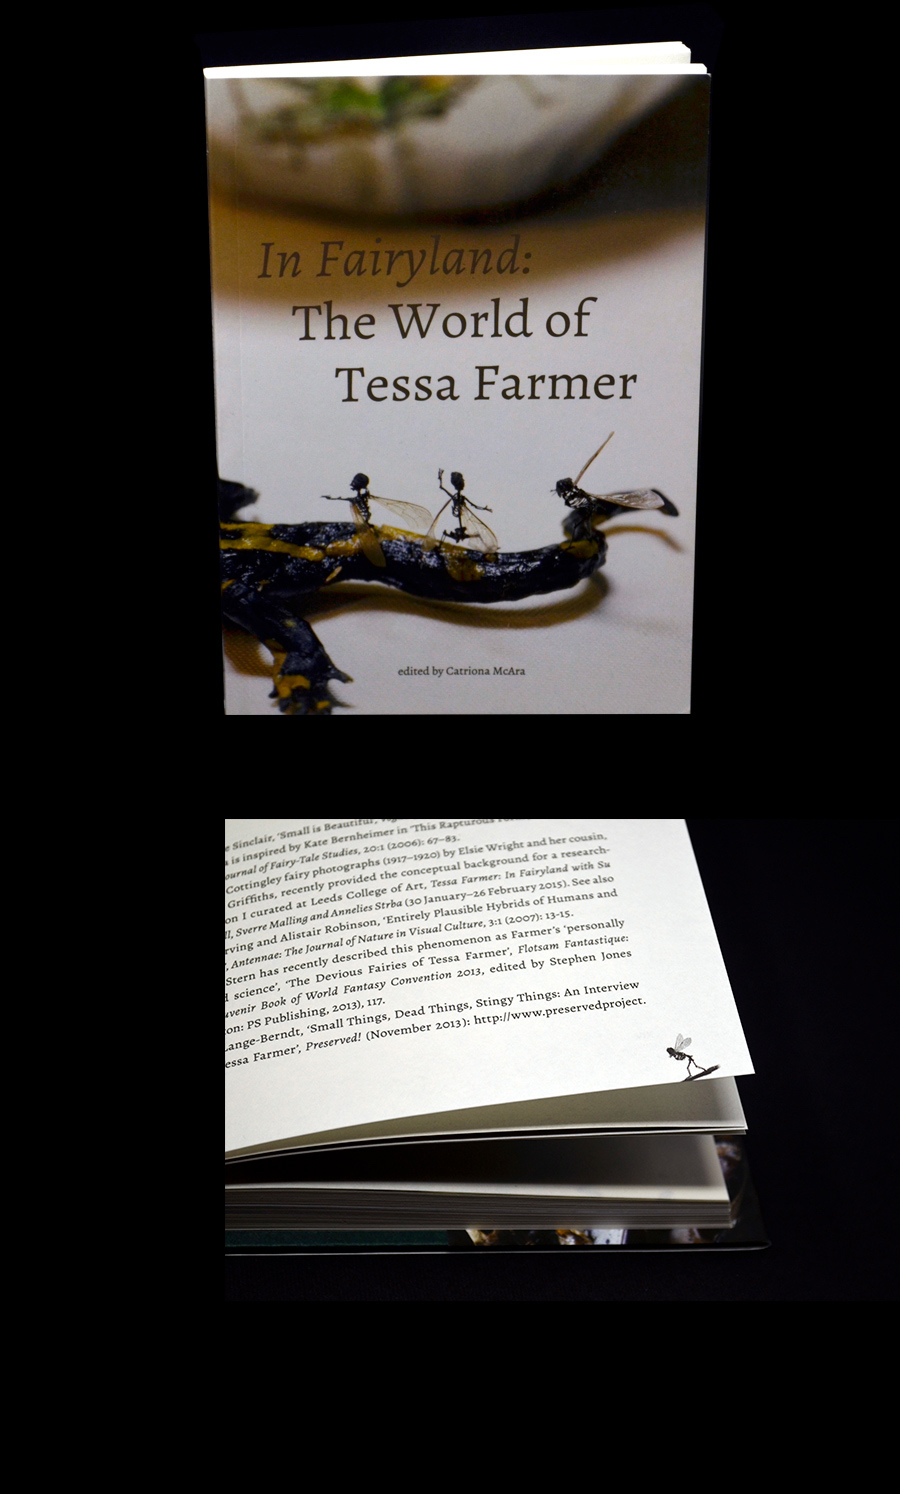 In Fairyland:
The World of
Tessa Farmer
edited by Catriona McAra
e Sinclair, ‘Small is Beautiful’,
is inspired by Kate Bernheimer in ‘This Rapturous
ournal of Fairy-Tale Studies, 20:1 (2006): 67–83.
Cottingley fairy photographs (1917–1920) by Elsie Wright and her cousin,
Griffiths, recently provided the conceptual background for a research-
on I curated at Leeds College of Art, Tessa Farmer: In Fairyland with Su
ll, Sverre Malling and Annelies Strba (30 January–26 February 2015). See also
rving and Alistair Robinson, ‘Entirely Plausible Hybrids of Humans and
’, Antennae: The Journal of Nature in Visual Culture, 3:1 (2007): 13-15.
Stern has recently described this phenomenon as Farmer’s ‘personally
d science’, ‘The Devious Fairies of Tessa Farmer’, Flotsam Fantastique:
uvenir Book of World Fantasy Convention 2013, edited by Stephen Jones
on: PS Publishing, 2013), 117.
Lange-Berndt, ‘Small Things, Dead Things, Stingy Things: An Interview
essa Farmer’, Preserved! (November 2013): http://www.preservedproject.